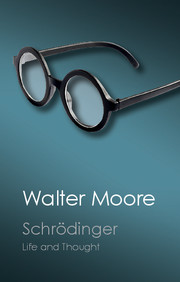 Walter Moore
Schrödinger
Life and Thought